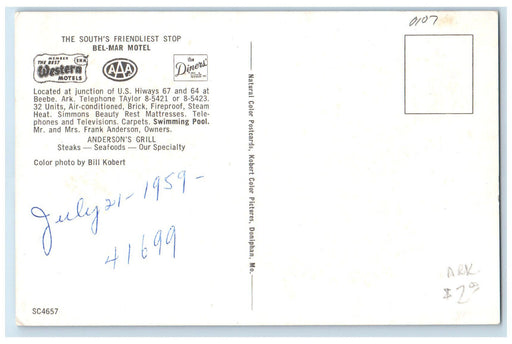 0107
THE SOUTH'S FRIENDLIEST STOP
BEL-MAR MOTEL
MEMBER
THE BEST
Western
MOTELS
AAA
the
Diners'
Club
Located at junction of U.S. Hiways 67 and 64 at
Beebe. Ark. Telephone TAylor 8-5421 or 8-5423.
32 Units, Air-conditioned, Brick, Fireproof, Steam
Heat. Simmons Beauty Rest Mattresses. Tele-
phones and Televisions. Carpets. Swimming Pool.
Mr. and Mrs. Frank Anderson, Owners.
ANDERSON'S GRILL
Steaks — Seafoods — Our Specialty
Color photo by Bill Kobert
July 21 - 1959 -
41699
SC4657
Natural Color Postcards, Kobert Color Pictures, Doniphan, Mo.
ARK
$2.00